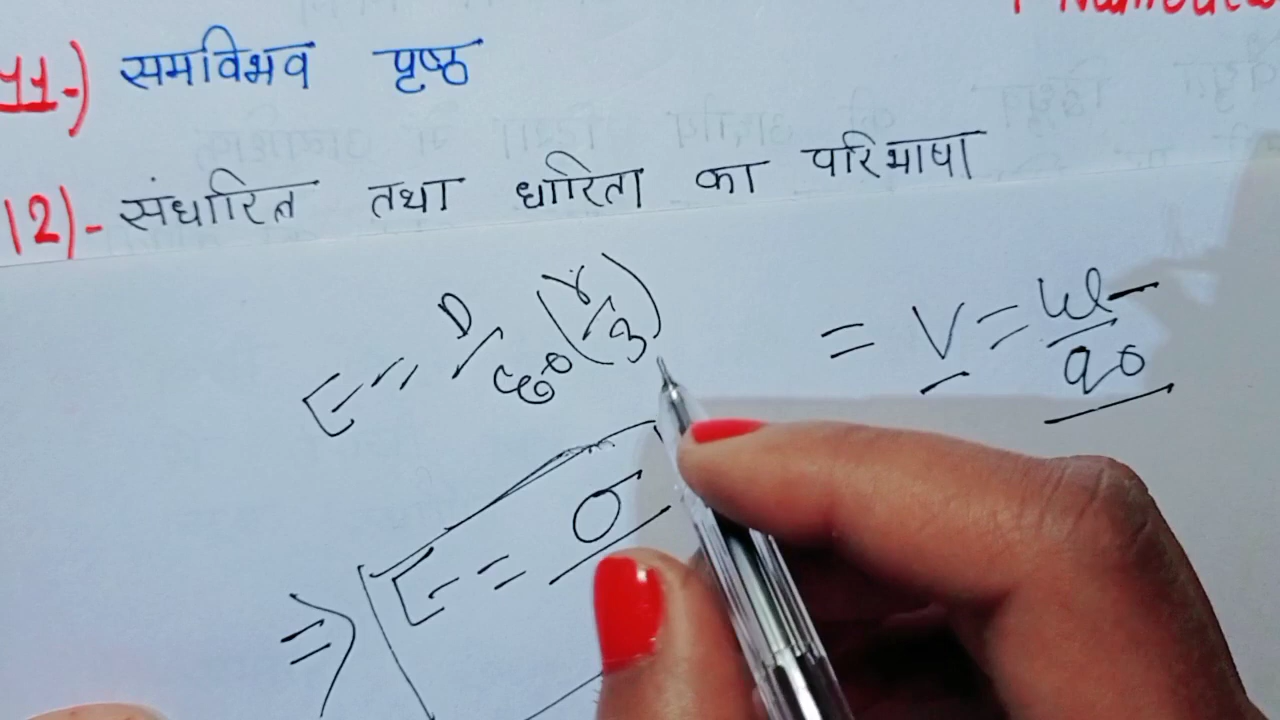 11.) समविभव पृष्ठ
12)- संधारित्र तथा धारिता का परिभाषा
E = D/ε0 (r/3)
= V = W/q0
⇒ E = σ